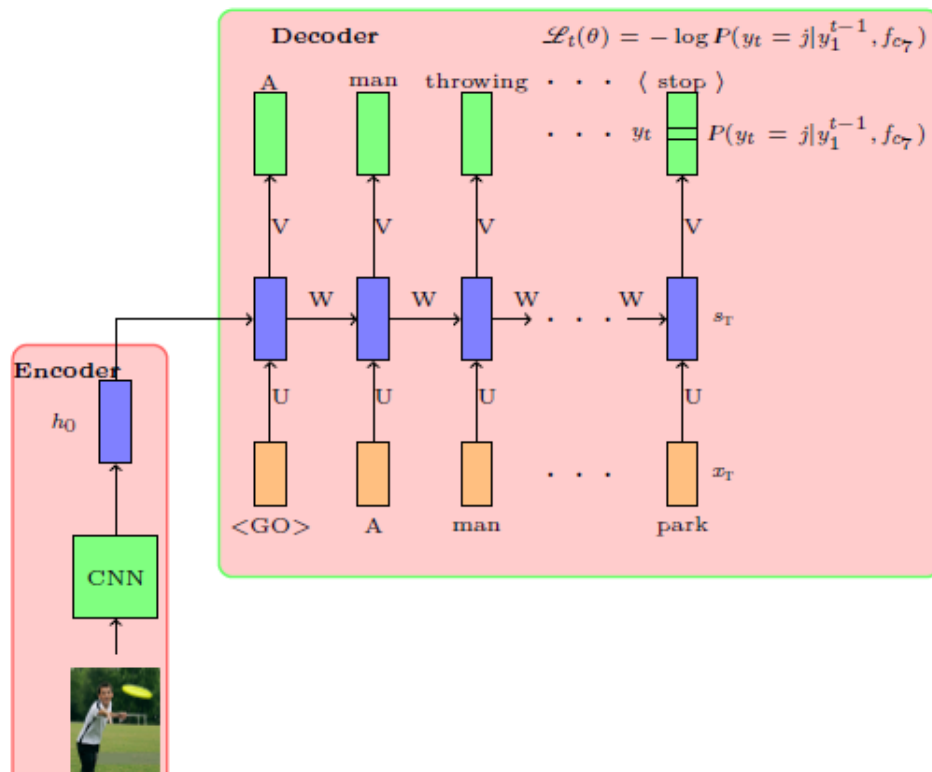 Decoder ℒ_t(θ) = − log P(y_t = j|y_1^{t−1}, f_{c_7})
A man throwing · · · ⟨ stop ⟩
· · · y_t P(y_t = j|y_1^{t−1}, f_{c_7})
V V V V
W W W W
· · · s_T
Encoder
U U U U
h_0
· · · x_T
<GO> A man park
CNN